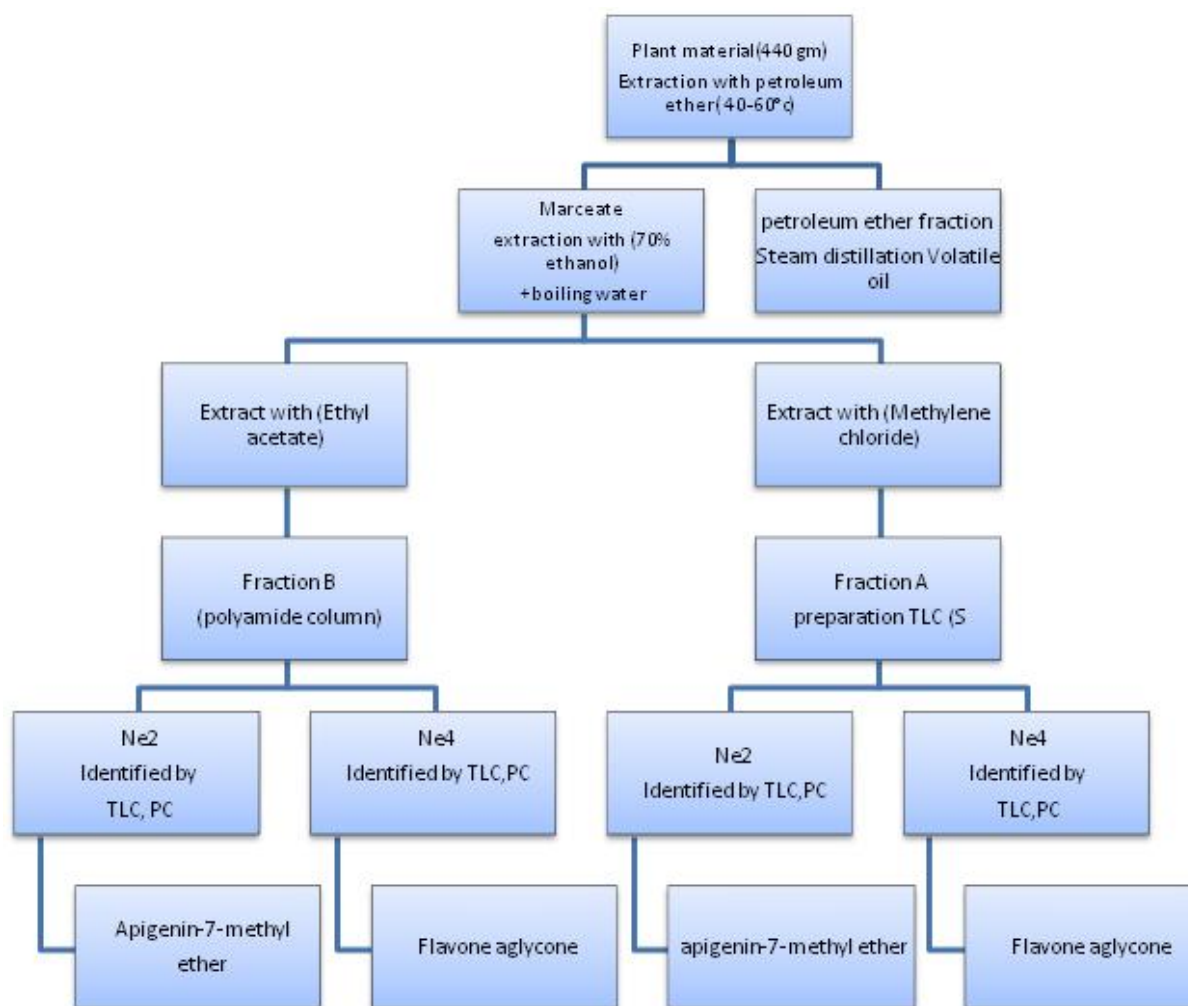 Plant material(440 gm)
Extraction with petroleum
ether(40-60°c)
Marceate
extraction with (70%
ethanol)
+boiling water
petroleum ether fraction
Steam distillation Volatile
oil
Extract with (Ethyl
acetate)
Extract with (Methylene
chloride)
Fraction B
(polyamide column)
Fraction A
preparation TLC (S
Ne2
Identified by
TLC, PC
Ne4
Identified by TLC,PC
Ne2
Identified by TLC,PC
Ne4
Identified by
TLC,PC
Apigenin-7-methyl
ether
Flavone aglycone
apigenin-7-methyl ether
Flavone aglycone